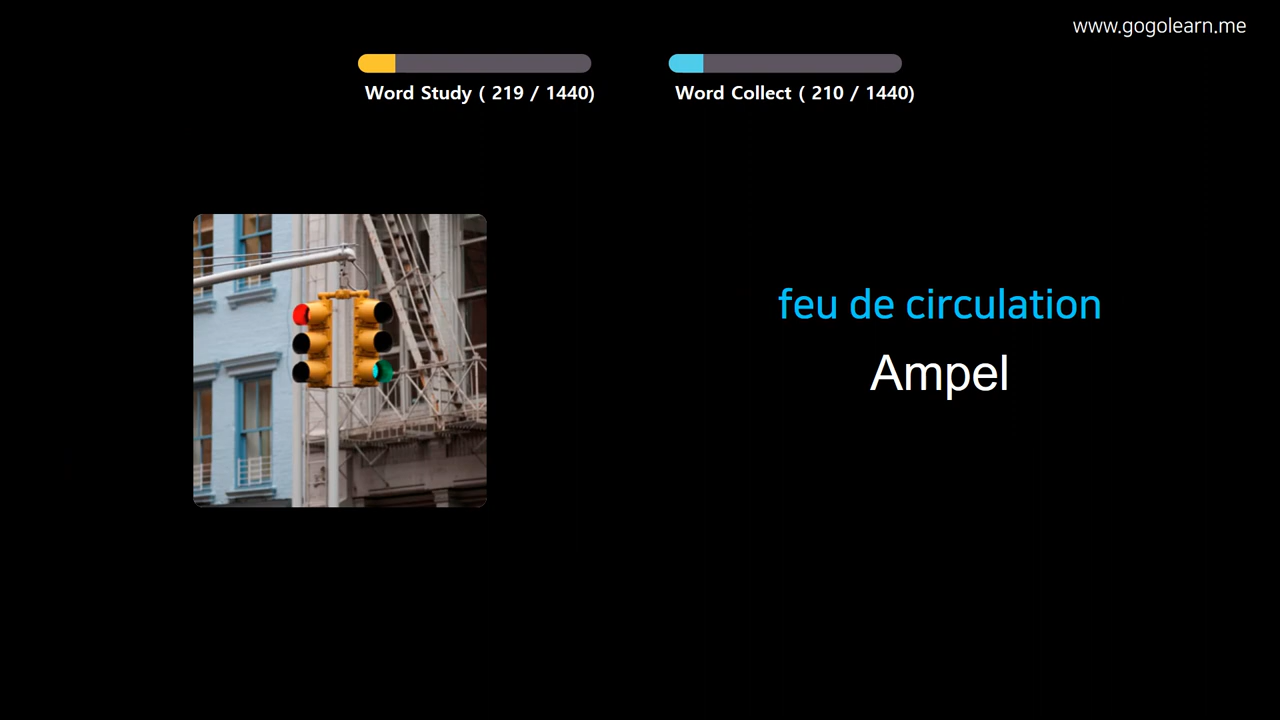 www.gogolearn.me
Word Study ( 219 / 1440)
Word Collect ( 210 / 1440)
feu de circulation
Ampel